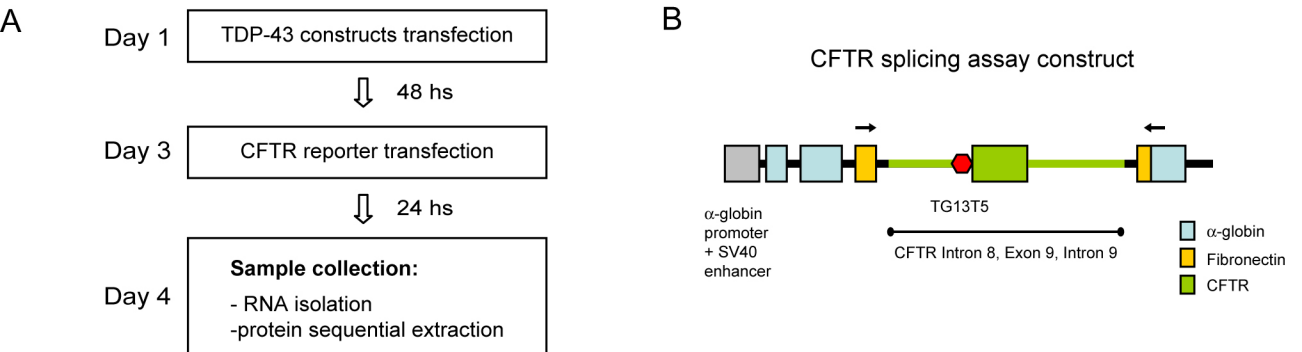 A
Day 1
TDP-43 constructs transfection
48 hs
Day 3
CFTR reporter transfection
24 hs
Day 4
Sample collection:
- RNA isolation
-protein sequential extraction
B
CFTR splicing assay construct
α-globin
promoter
+ SV40
enhancer
TG13T5
CFTR Intron 8, Exon 9, Intron 9
α-globin
Fibronectin
CFTR